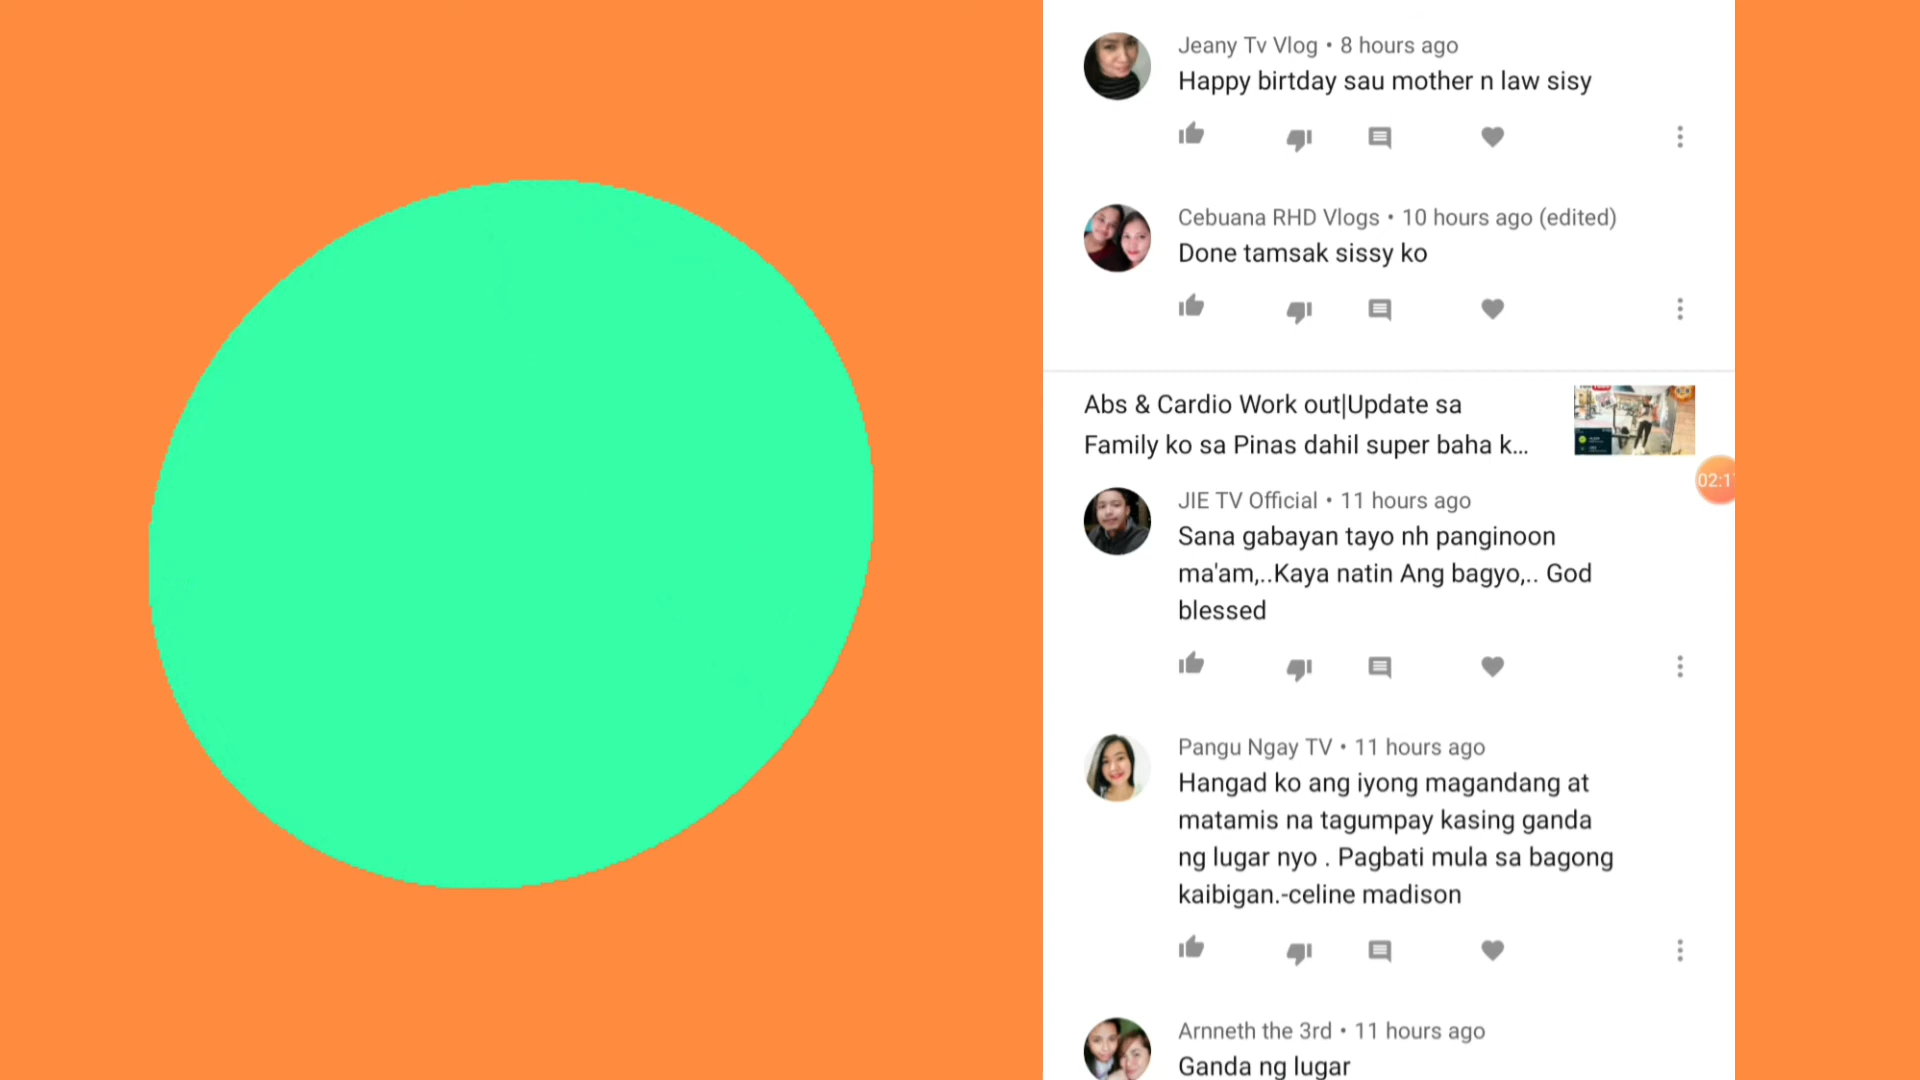 Jeany Tv Vlog • 8 hours ago
Happy birtday sau mother n law sisy
Cebuana RHD Vlogs • 10 hours ago (edited)
Done tamsak sissy ko
Abs & Cardio Work out|Update sa
Family ko sa Pinas dahil super baha k...
02:1
JIE TV Official • 11 hours ago
Sana gabayan tayo nh panginoon
ma'am,..Kaya natin Ang bagyo,.. God
blessed
Pangu Ngay TV • 11 hours ago
Hangad ko ang iyong magandang at
matamis na tagumpay kasing ganda
ng lugar nyo . Pagbati mula sa bagong
kaibigan.-celine madison
Arnneth the 3rd • 11 hours ago
Ganda ng lugar